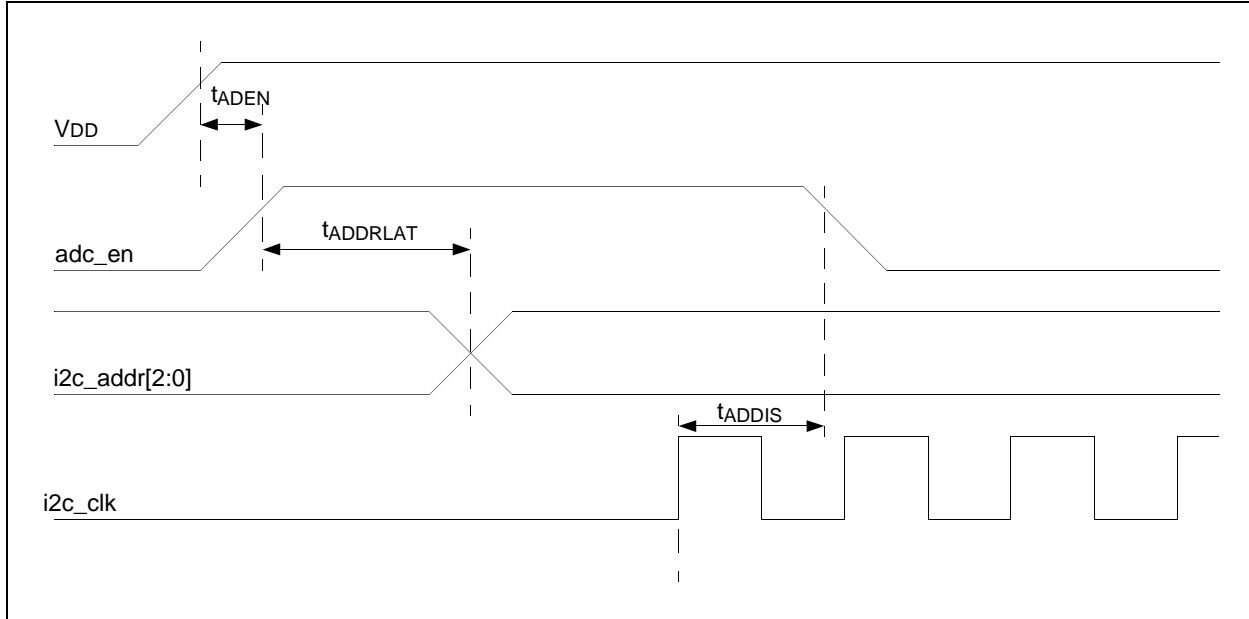 tADEN
VDD
tADDRLAT
adc_en
i2c_addr[2:0]
tADDIS
i2c_clk